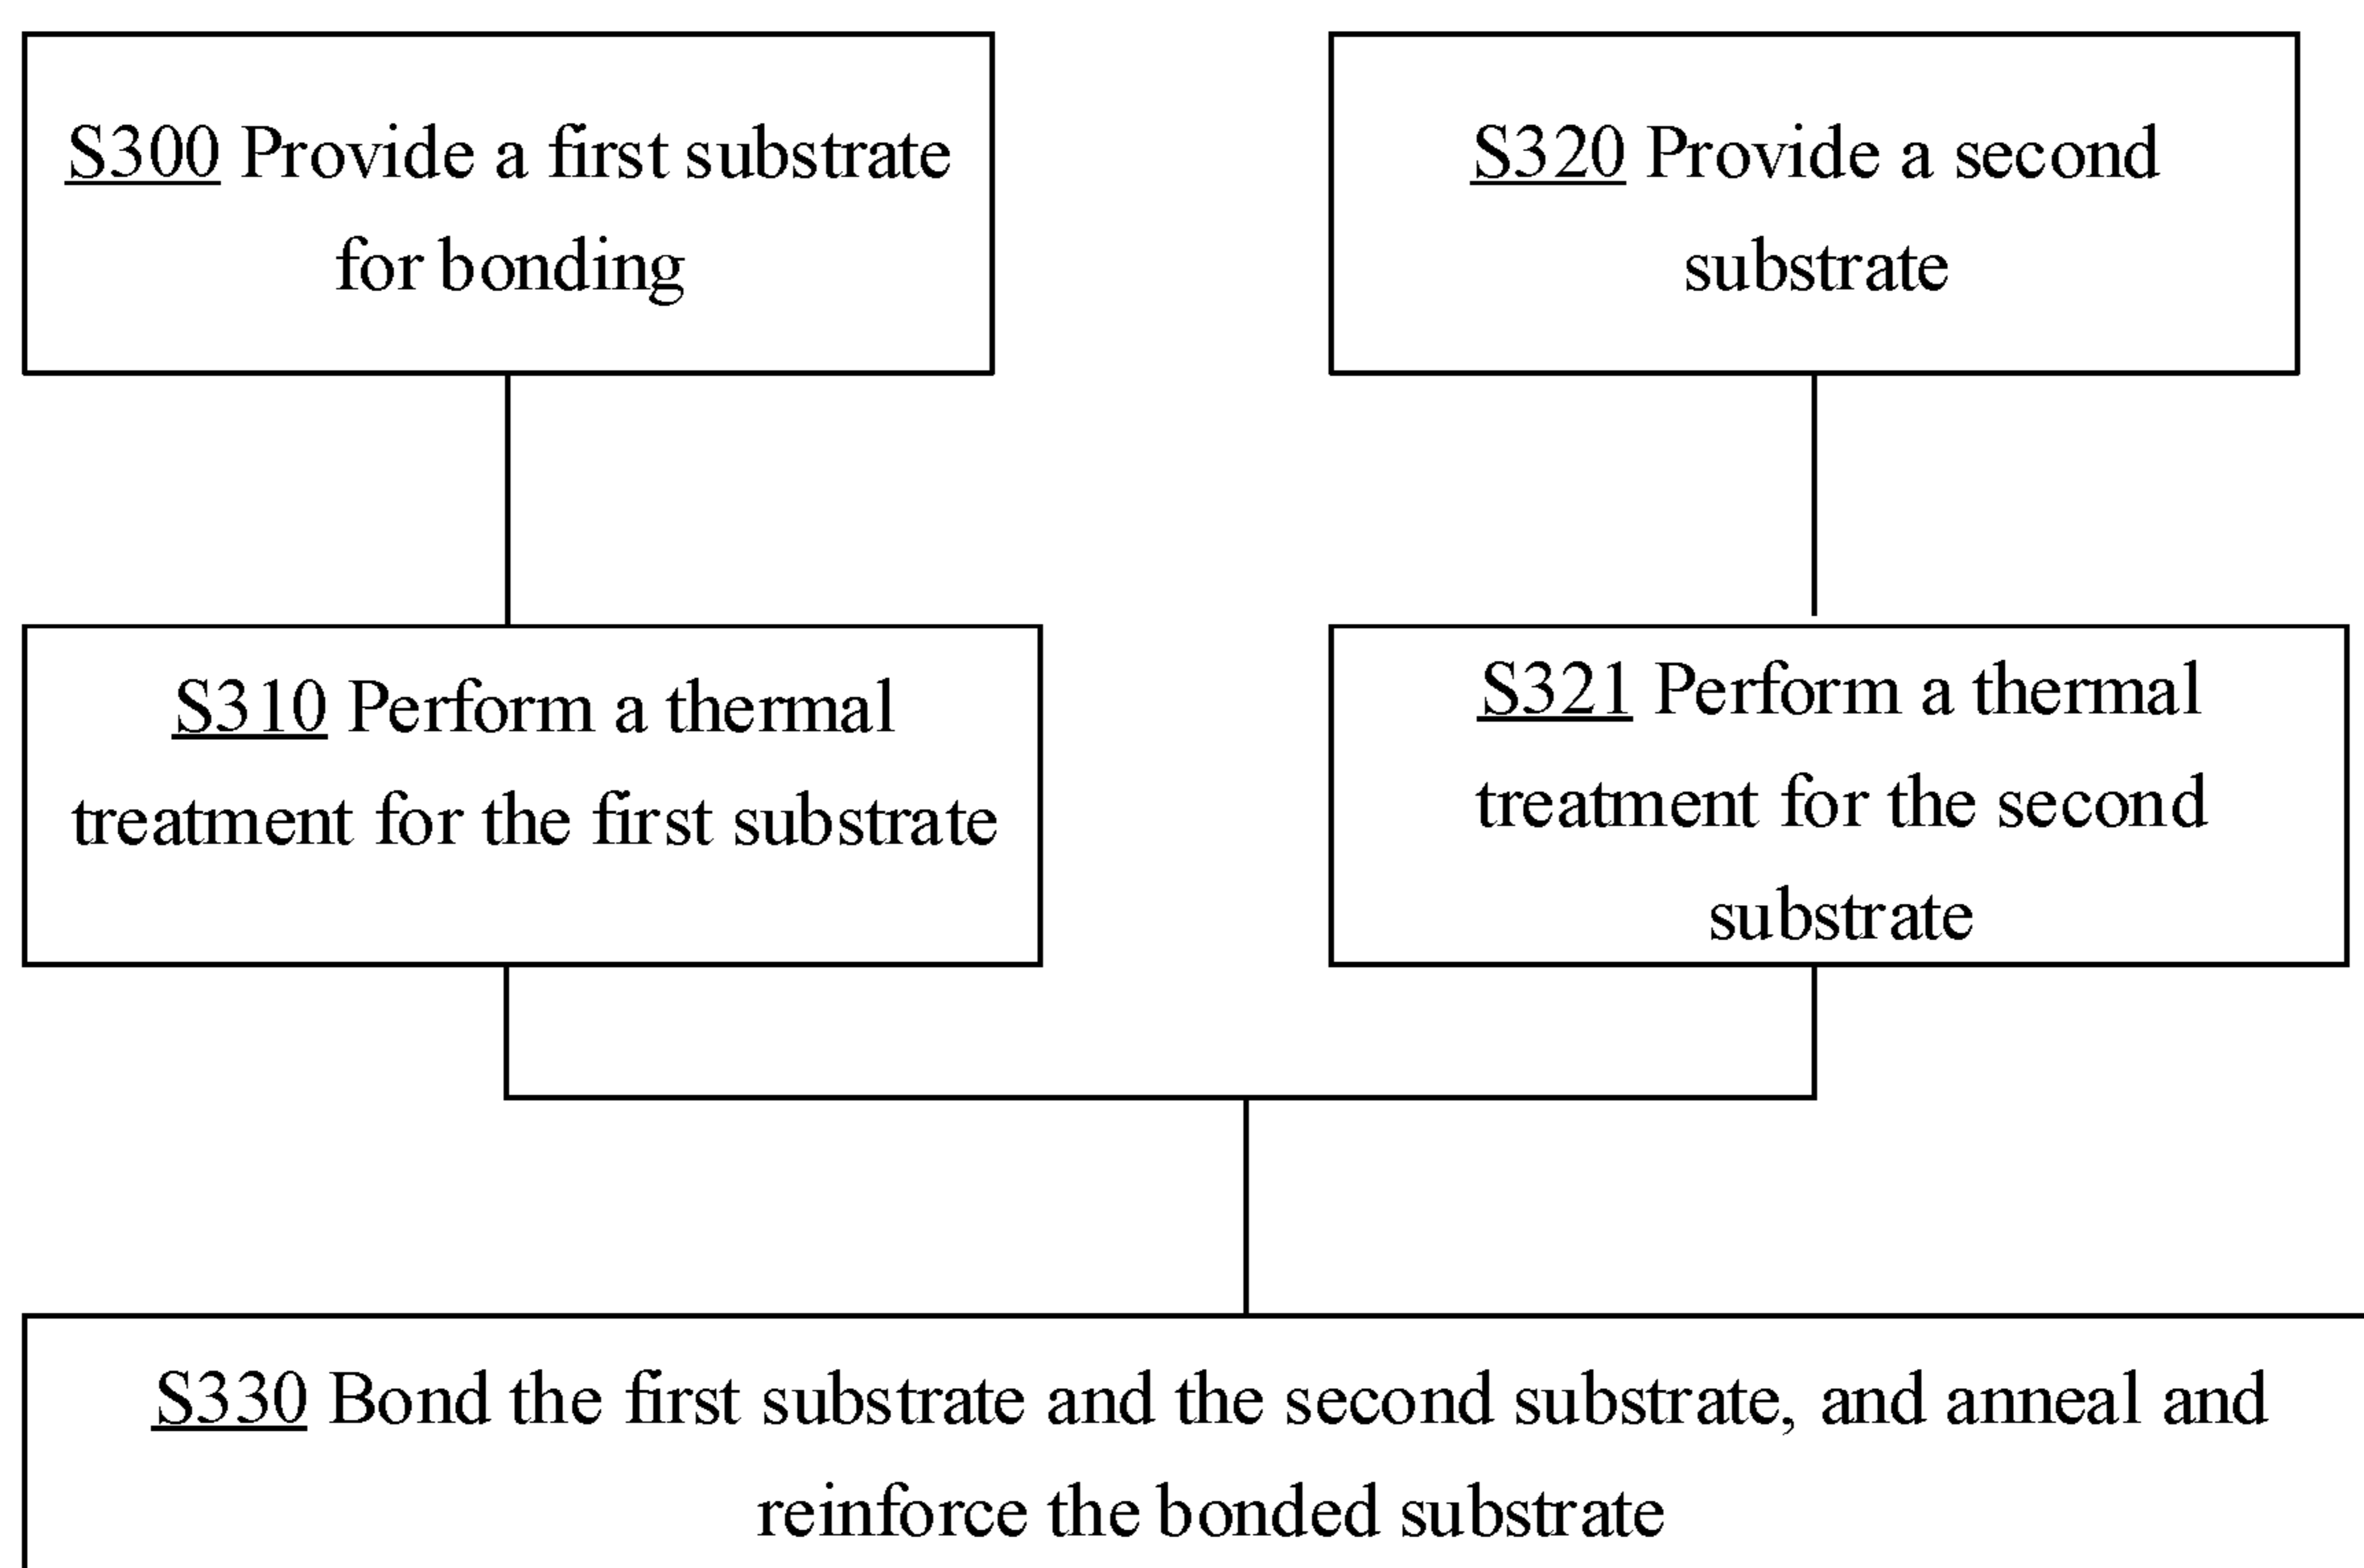 S300 Provide a first substrate
for bonding
S320 Provide a second
substrate
S310 Perform a thermal
treatment for the first substrate
S321 Perform a thermal
treatment for the second
substrate
S330 Bond the first substrate and the second substrate, and anneal and
reinforce the bonded substrate